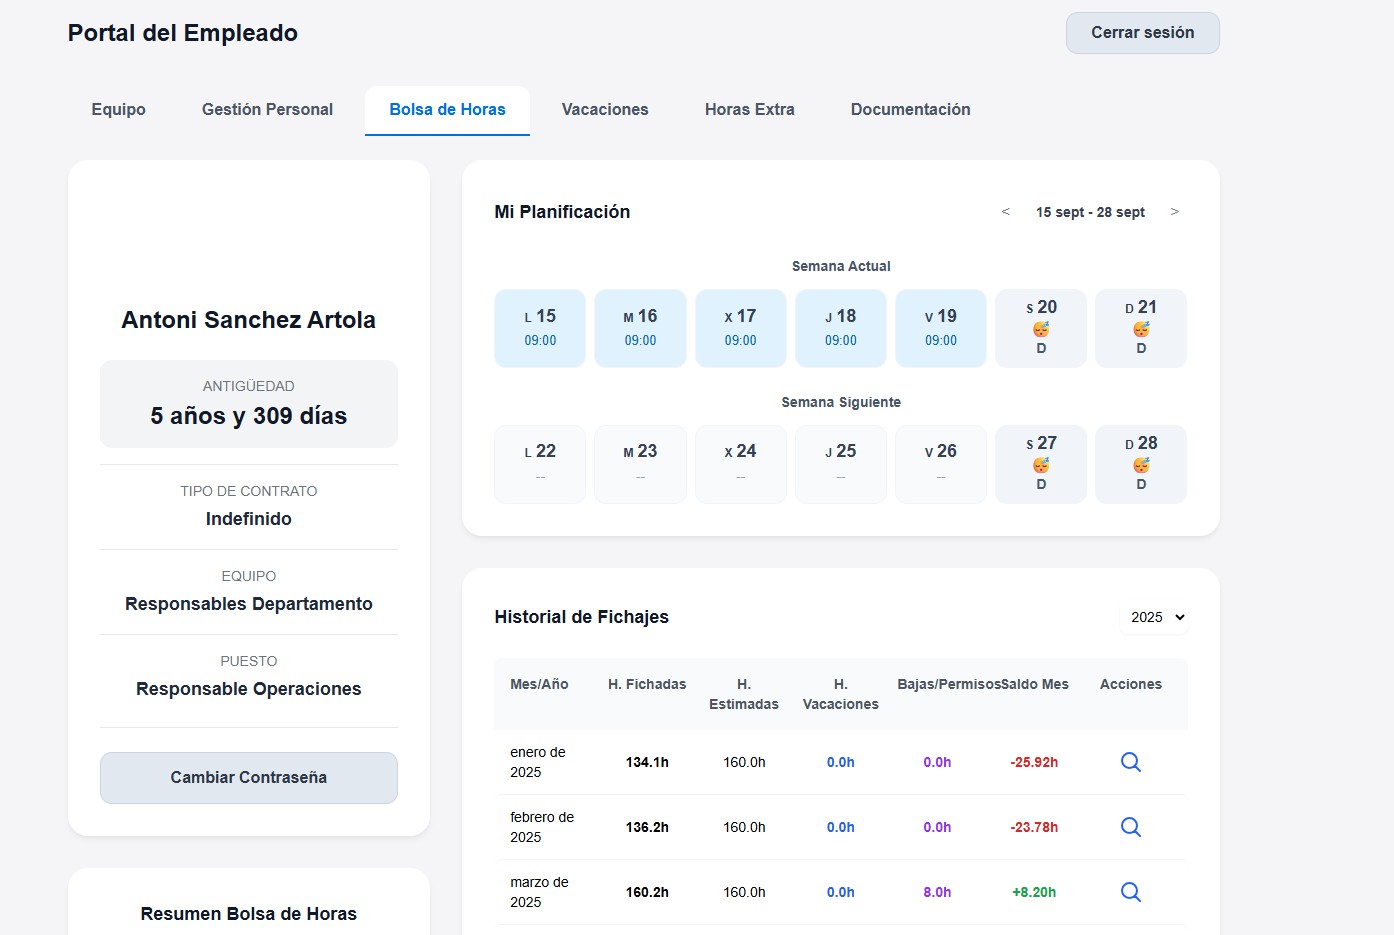 Portal del Empleado
Cerrar sesión
Equipo Gestión Personal Bolsa de Horas Vacaciones Horas Extra Documentación
Antoni Sanchez Artola
ANTIGÜEDAD
5 años y 309 días
TIPO DE CONTRATO
Indefinido
EQUIPO
Responsables Departamento
PUESTO
Responsable Operaciones
Cambiar Contraseña
Resumen Bolsa de Horas
Mi Planificación
< 15 sept - 28 sept >
Semana Actual
L 15 M 16 X 17 J 18 V 19 S 20 D 21
09:00 09:00 09:00 09:00 09:00 D D
Semana Siguiente
L 22 M 23 X 24 J 25 V 26 S 27 D 28
-- -- -- -- -- D D
Historial de Fichajes
2025
Mes/Año H. Fichadas H. Estimadas H. Vacaciones Bajas/Permisos Saldo Mes Acciones
enero de 2025 134.1h 160.0h 0.0h 0.0h -25.92h
febrero de 2025 136.2h 160.0h 0.0h 0.0h -23.78h
marzo de 2025 160.2h 160.0h 0.0h 8.0h +8.20h